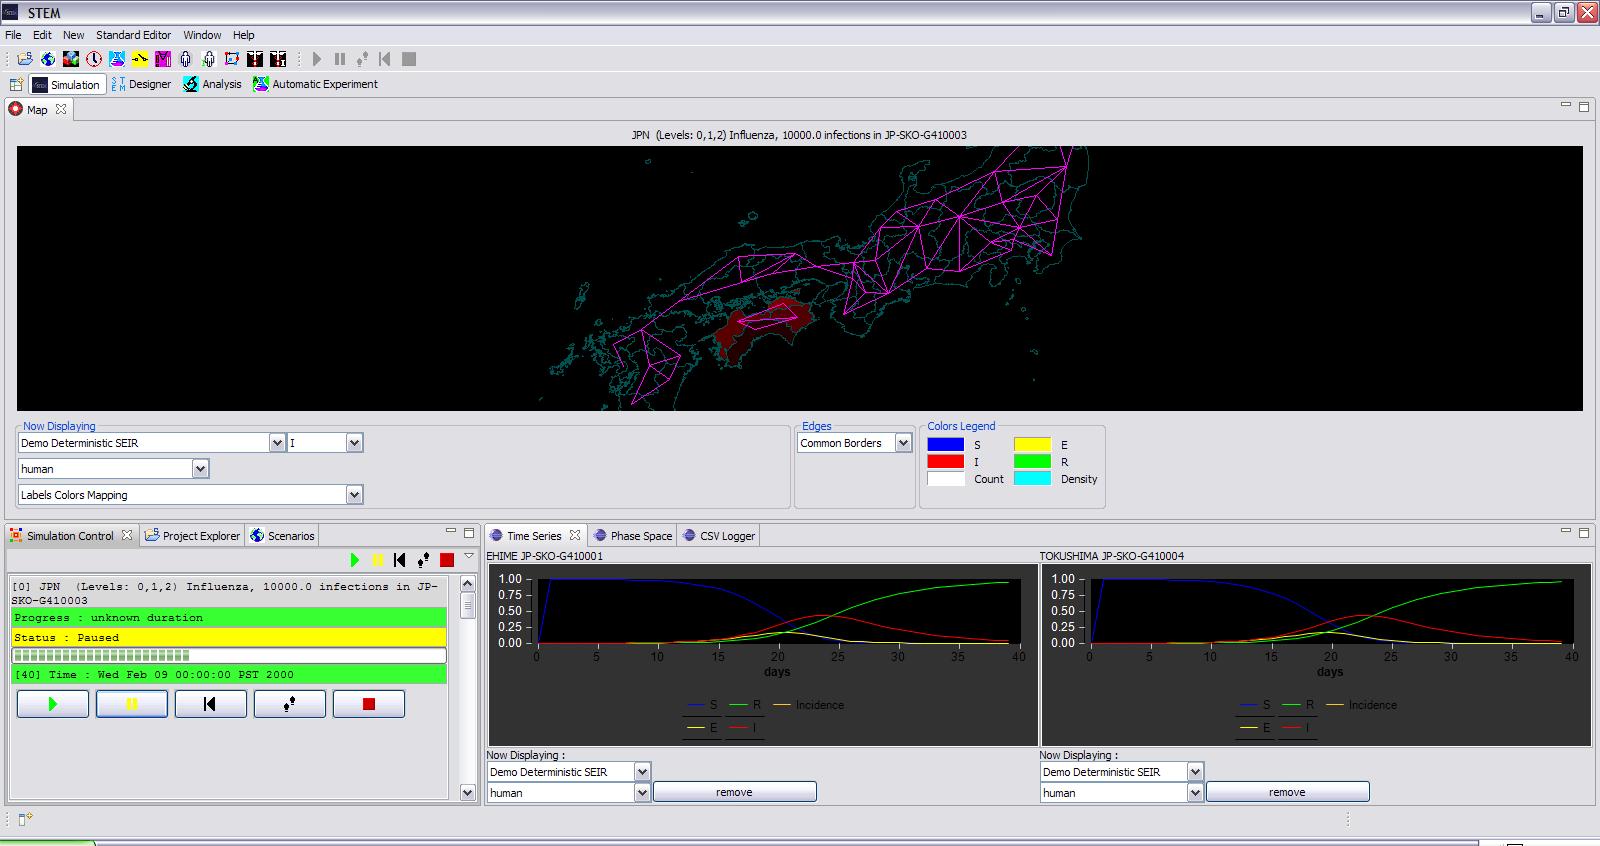 STEM
File Edit New Standard Editor Window Help
Simulation Designer Analysis Automatic Experiment
Map
JPN (Levels: 0,1,2) Influenza, 10000.0 infections in JP-SKO-G410003
Now Displaying
Demo Deterministic SEIR I
human
Labels Colors Mapping
Edges
Common Borders
Colors Legend
S E
I R
Count Density
Simulation Control Project Explorer Scenarios
[0] JPN (Levels: 0,1,2) Influenza, 10000.0 infections in JP-
SKO-G410003
Progress : unknown duration
Status : Paused
[40] Time : Wed Feb 09 00:00:00 PST 2000
Time Series Phase Space CSV Logger
EHIME JP-SKO-G410001
1.00
0.75
0.50
0.25
0.00
0 5 10 15 20 25 30 35 40
days
S R Incidence
E I
Now Displaying :
Demo Deterministic SEIR
human remove
TOKUSHIMA JP-SKO-G410004
1.00
0.75
0.50
0.25
0.00
0 5 10 15 20 25 30 35 40
days
S R Incidence
E I
Now Displaying :
Demo Deterministic SEIR
human remove